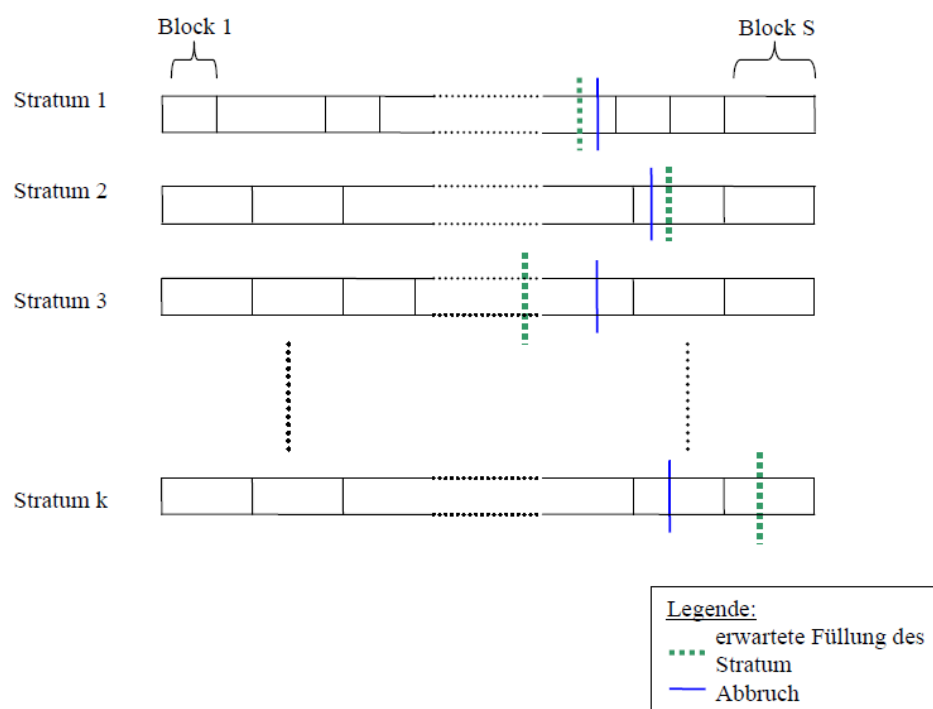 Block 1
Block S
Stratum 1
Stratum 2
Stratum 3
Stratum k
Legende:
erwartete Füllung des
Stratum
Abbruch